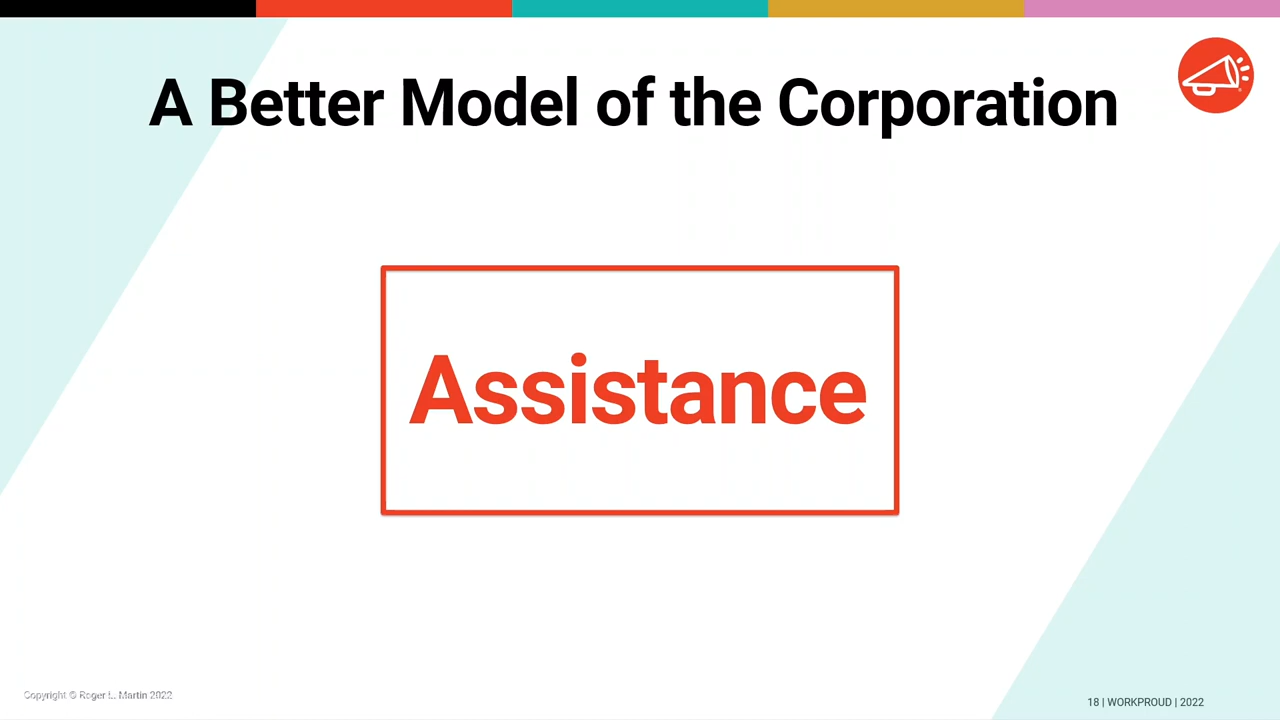 A Better Model of the Corporation
Assistance
Copyright © Roger L. Martin 2022
18 | WORKPROUD | 2022